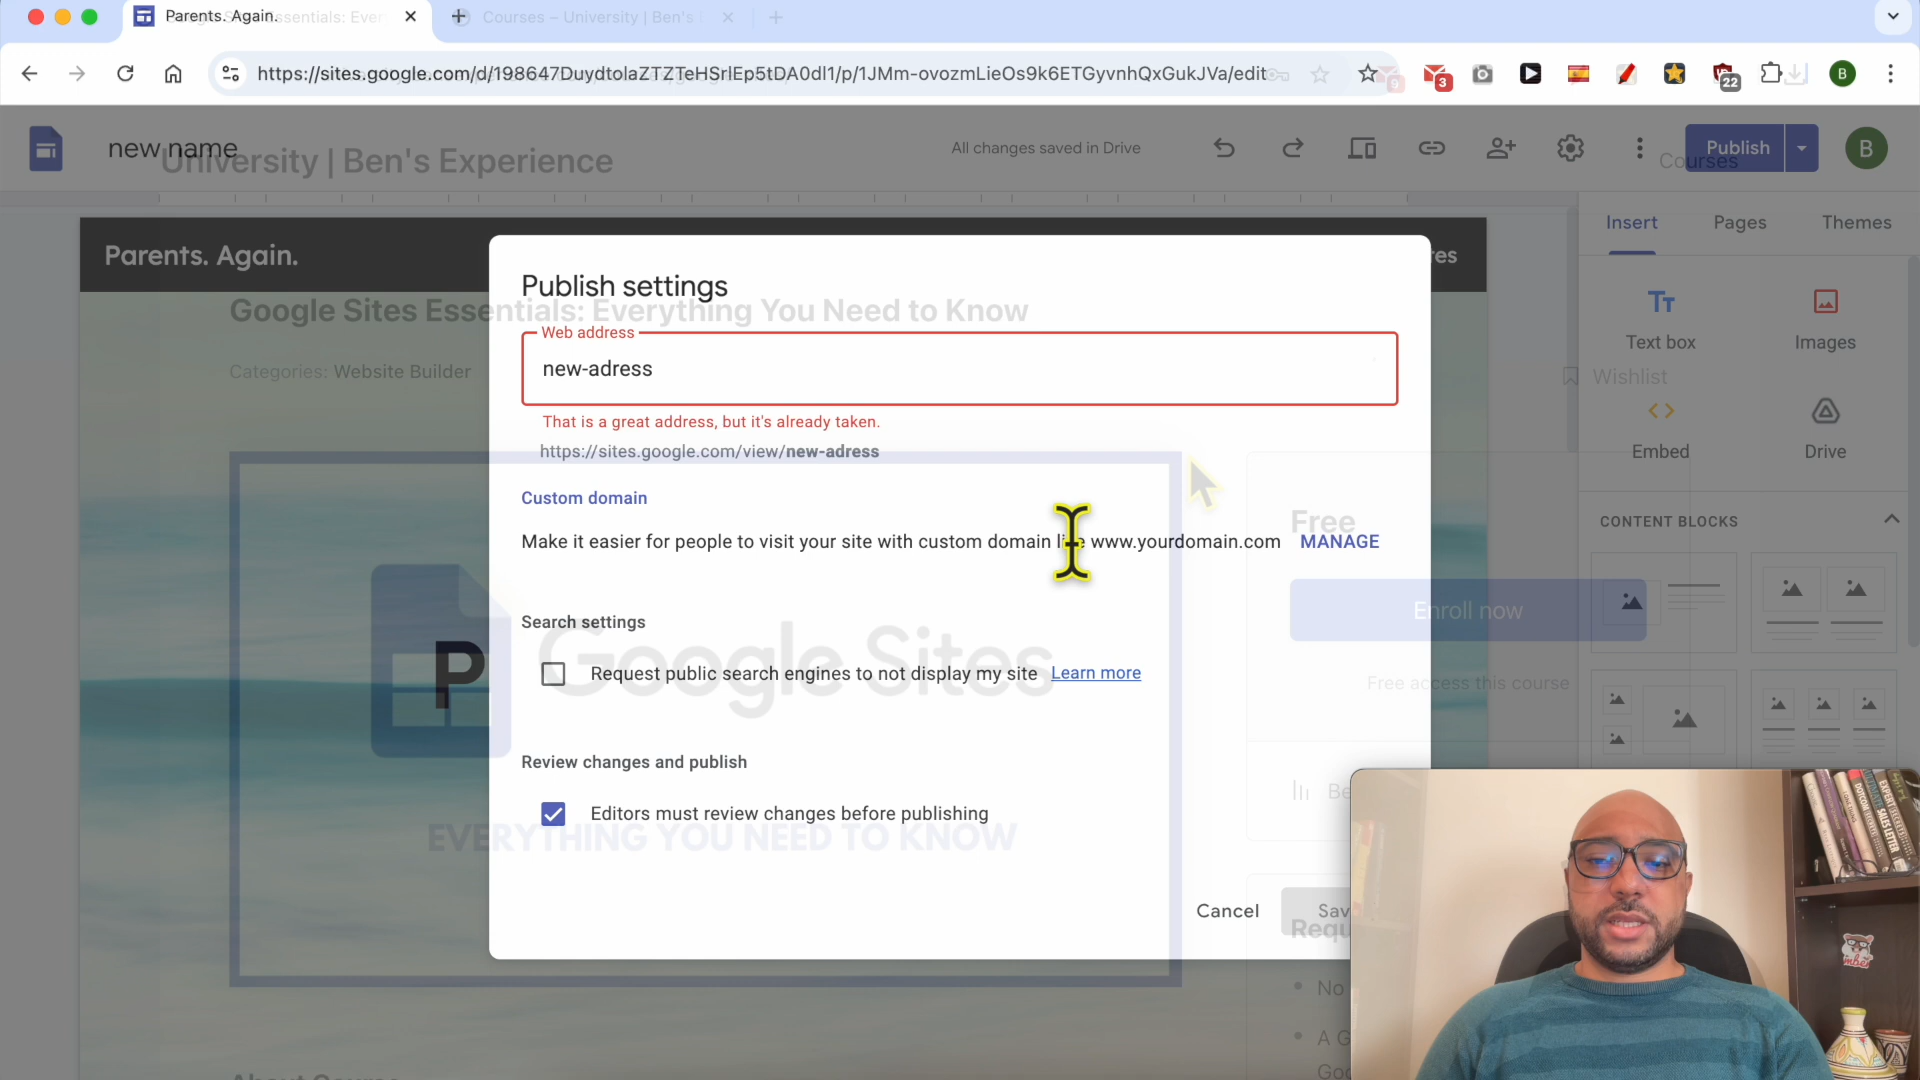 Parents. Again.
Courses – University | Ben's
https://sites.google.com/d/198647DuydtolaZTZTeHSrlEp5tDA0dl1/p/1JMm-ovozmLieOs9k6ETGyvnhQxGukJVa/edit
9
3
22
B
new name
University | Ben's Experience
All changes saved in Drive
Publish
Courses
B
Insert
Pages
Themes
Parents. Again.
Publish settings
Google Sites Essentials: Everything You Need to Know
Web address
new-adress
Categories: Website Builder
That is a great address, but it's already taken.
https://sites.google.com/view/new-adress
Text box
Images
Wishlist
Embed
Drive
Custom domain
Make it easier for people to visit your site with custom domain like www.yourdomain.com
MANAGE
Free
CONTENT BLOCKS
Enroll now
Search settings
Google Sites
P
Request public search engines to not display my site
Learn more
Free access this course
Review changes and publish
Editors must review changes before publishing
EVERYTHING YOU NEED TO KNOW
Cancel
No
About Course